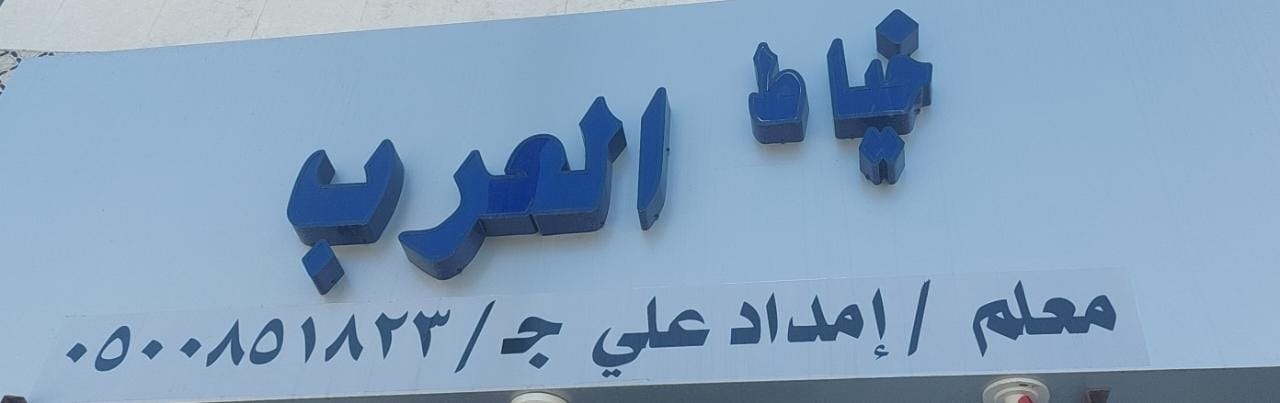 خياط العرب
معلم / إمداد علي ج / ٠٥٠٠٨٥١٨٢٣